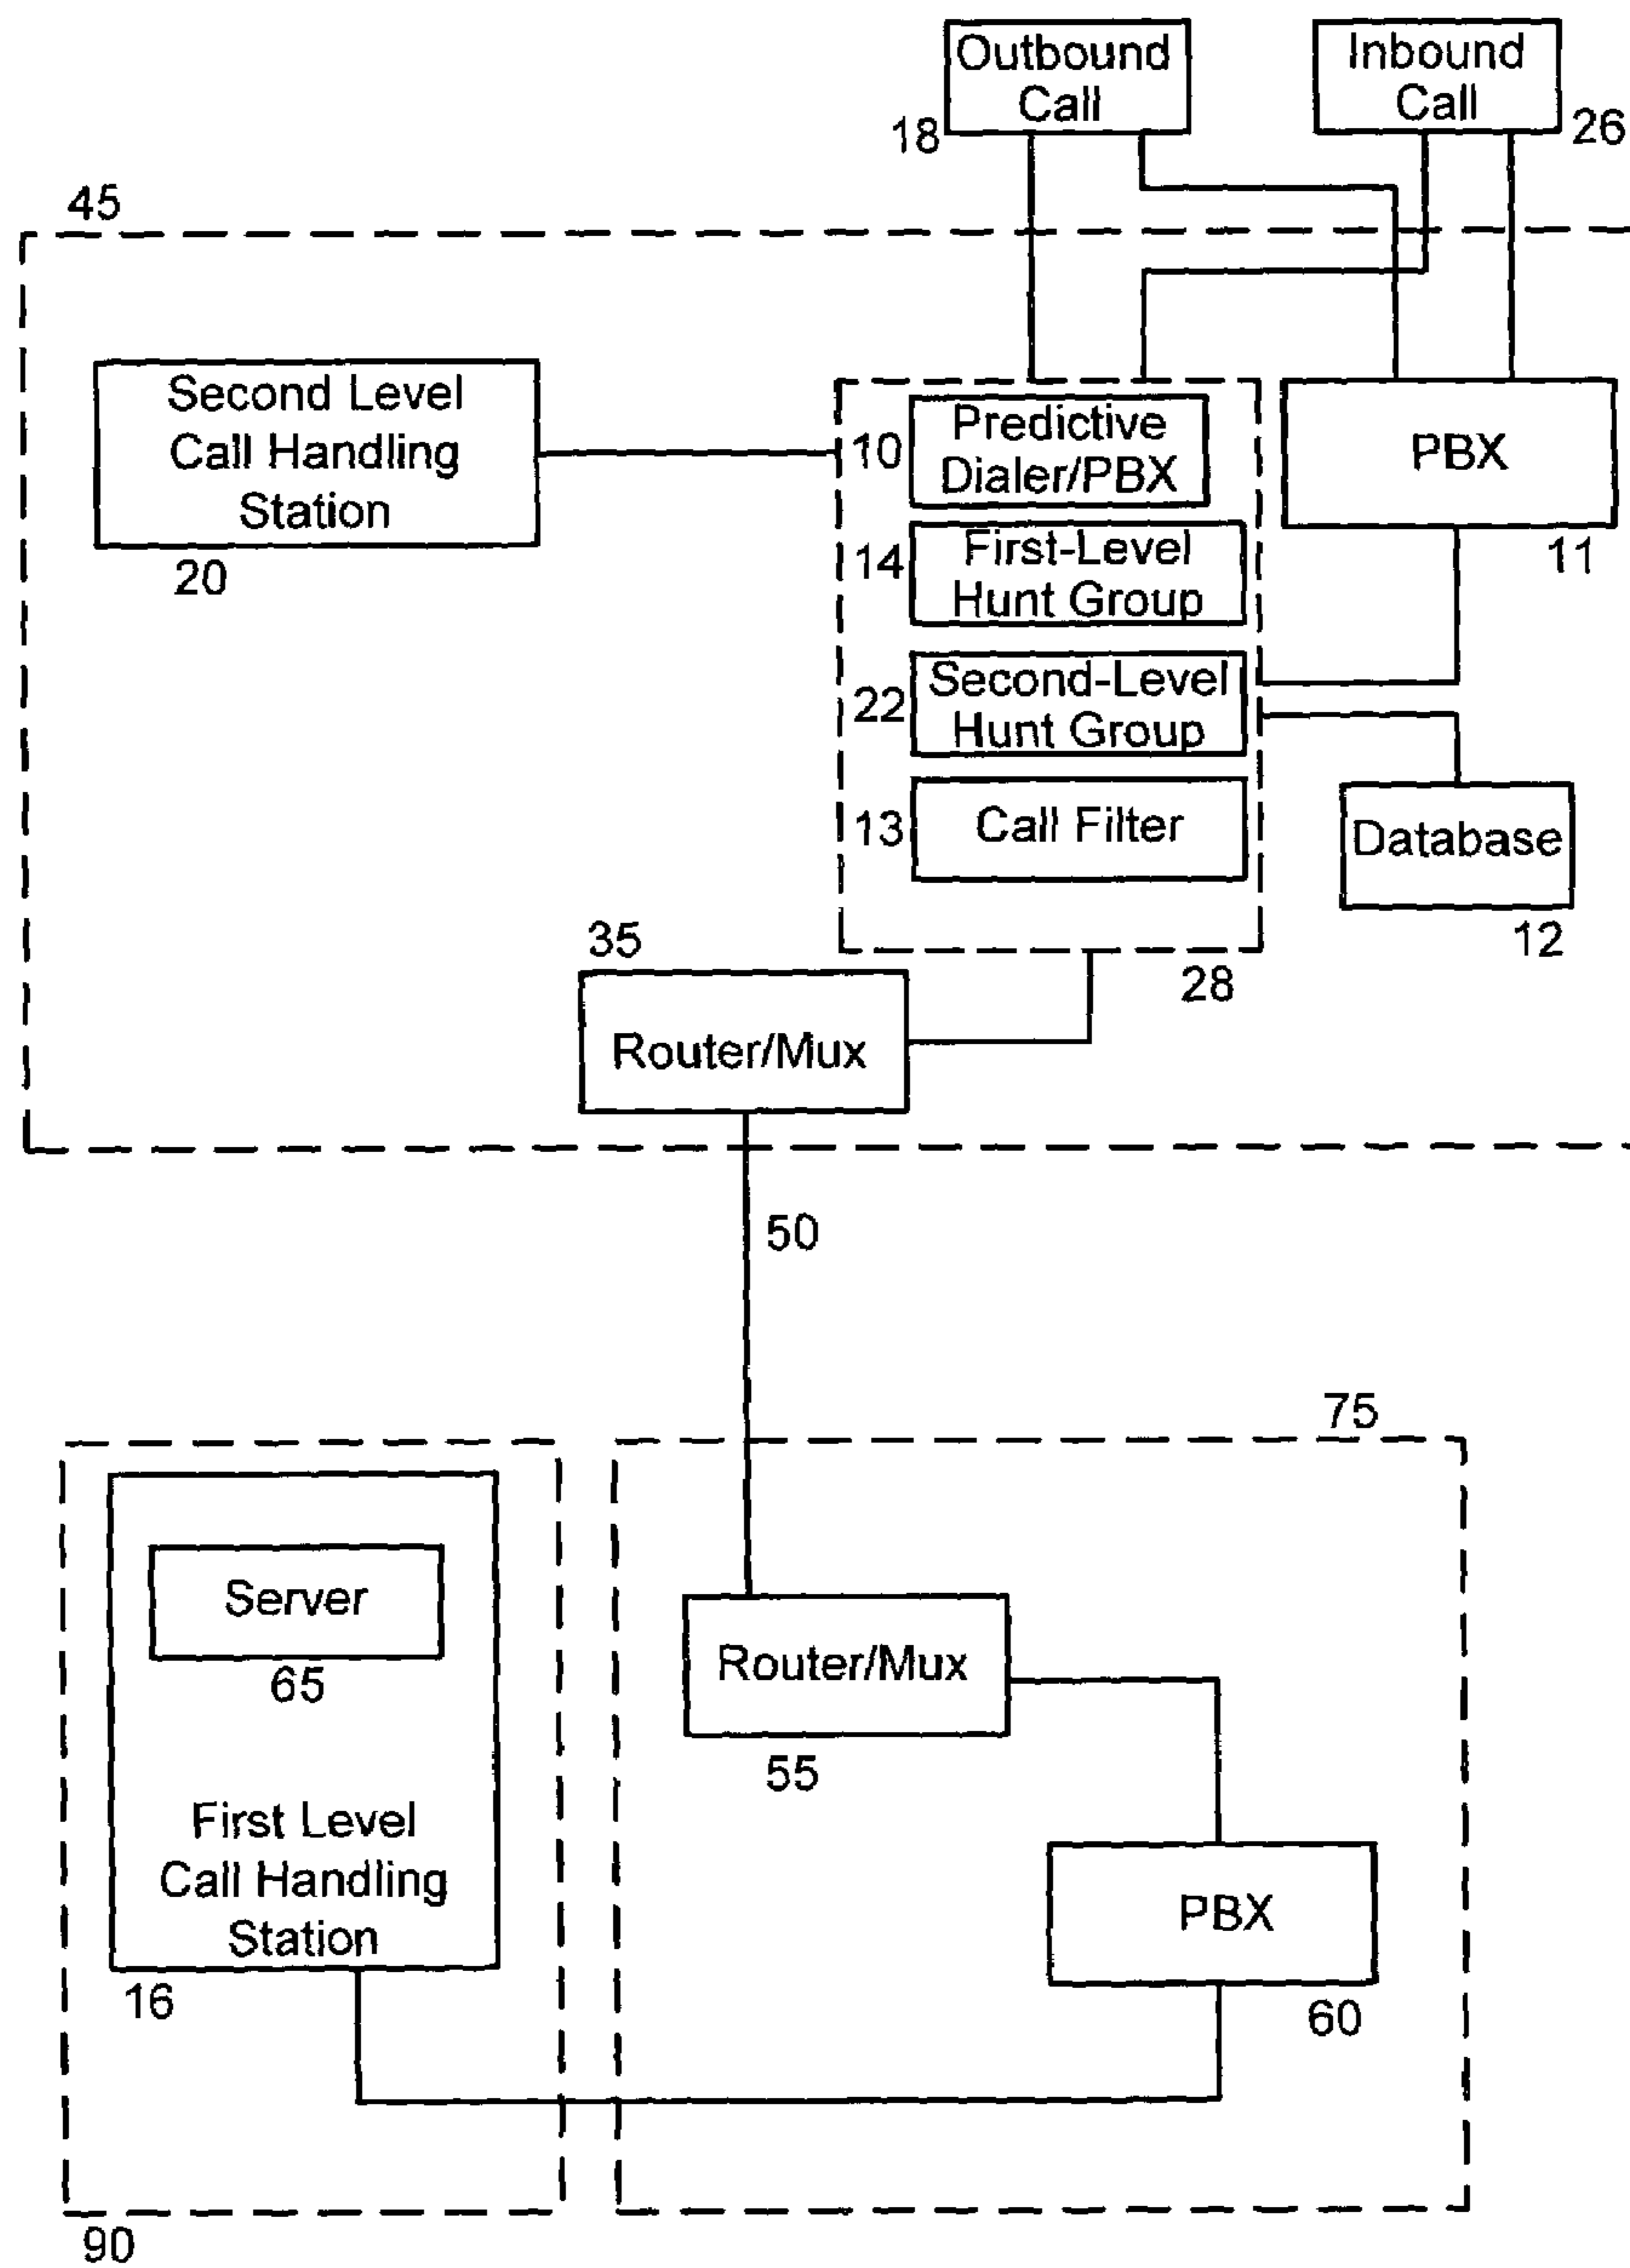 Outbound
Call
18
Inbound
Call
26
45
Second Level
Call Handling
Station
20
10
Predictive
Dialer/PBX
PBX
11
14
First-Level
Hunt Group
22
Second-Level
Hunt Group
13
Call Filter
Database
12
28
35
Router/Mux
50
75
Server
65
First Level
Call Handling
Station
16
Router/Mux
55
PBX
60
90